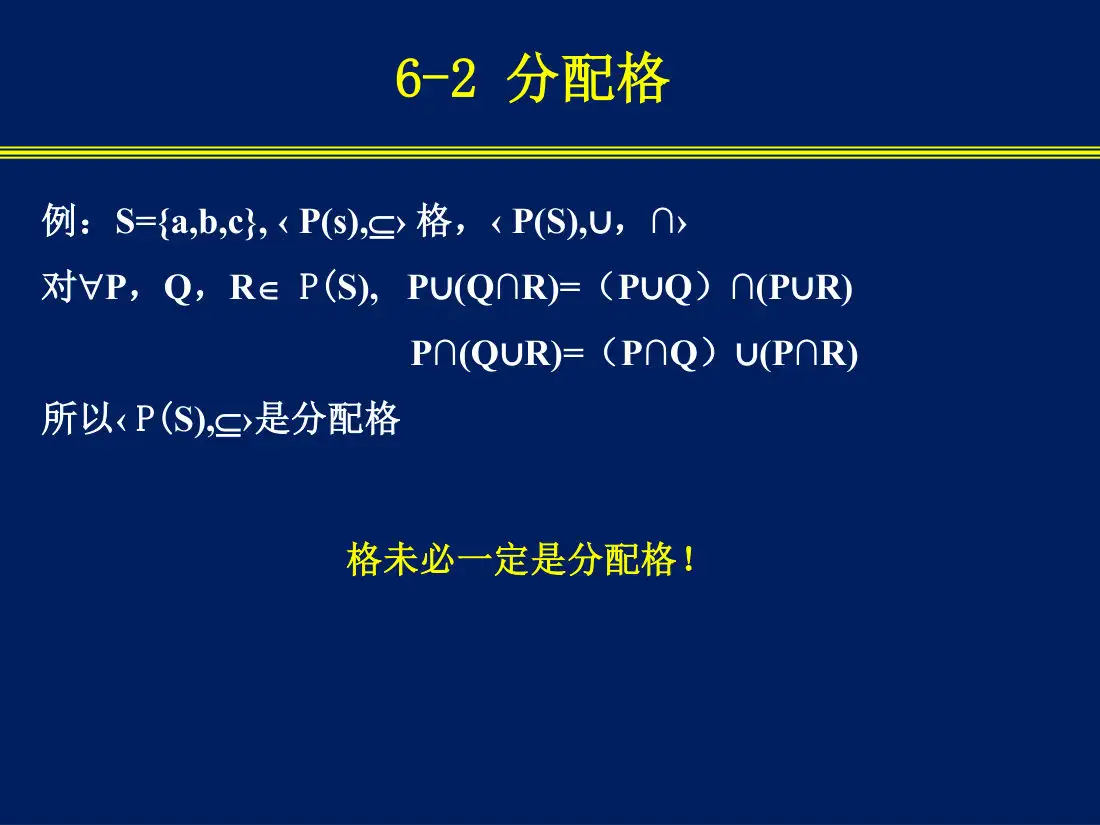 6-2 分配格
例：S={a,b,c}, ‹ P(s),⊆› 格，‹ P(S),∪，∩›
对∀P，Q，R∈ P(S), P∪(Q∩R)=（P∪Q）∩(P∪R)
P∩(Q∪R)=（P∩Q）∪(P∩R)
所以‹ P(S),⊆›是分配格
格未必一定是分配格！